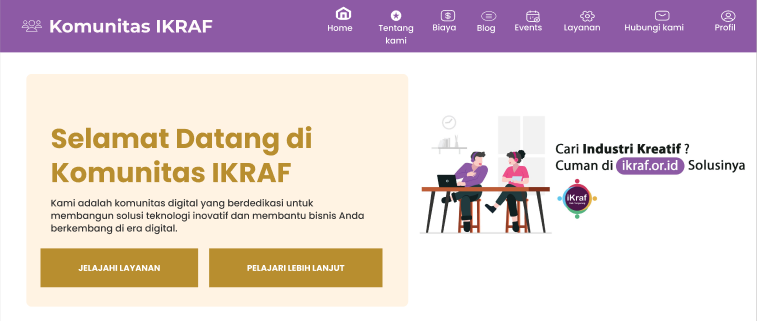 Komunitas IKRAF
Home
Tentang
kami
Biaya
Blog
Events
Layanan
Hubungi kami
Profil
Selamat Datang di
Komunitas IKRAF
Kami adalah komunitas digital yang berdedikasi untuk
membangun solusi teknologi inovatif dan membantu bisnis Anda
berkembang di era digital.
JELAJAHI LAYANAN
PELAJARI LEBIH LANJUT
Cari Industri Kreatif ?
Cuman di ikraf.or.id Solusinya
iKraf